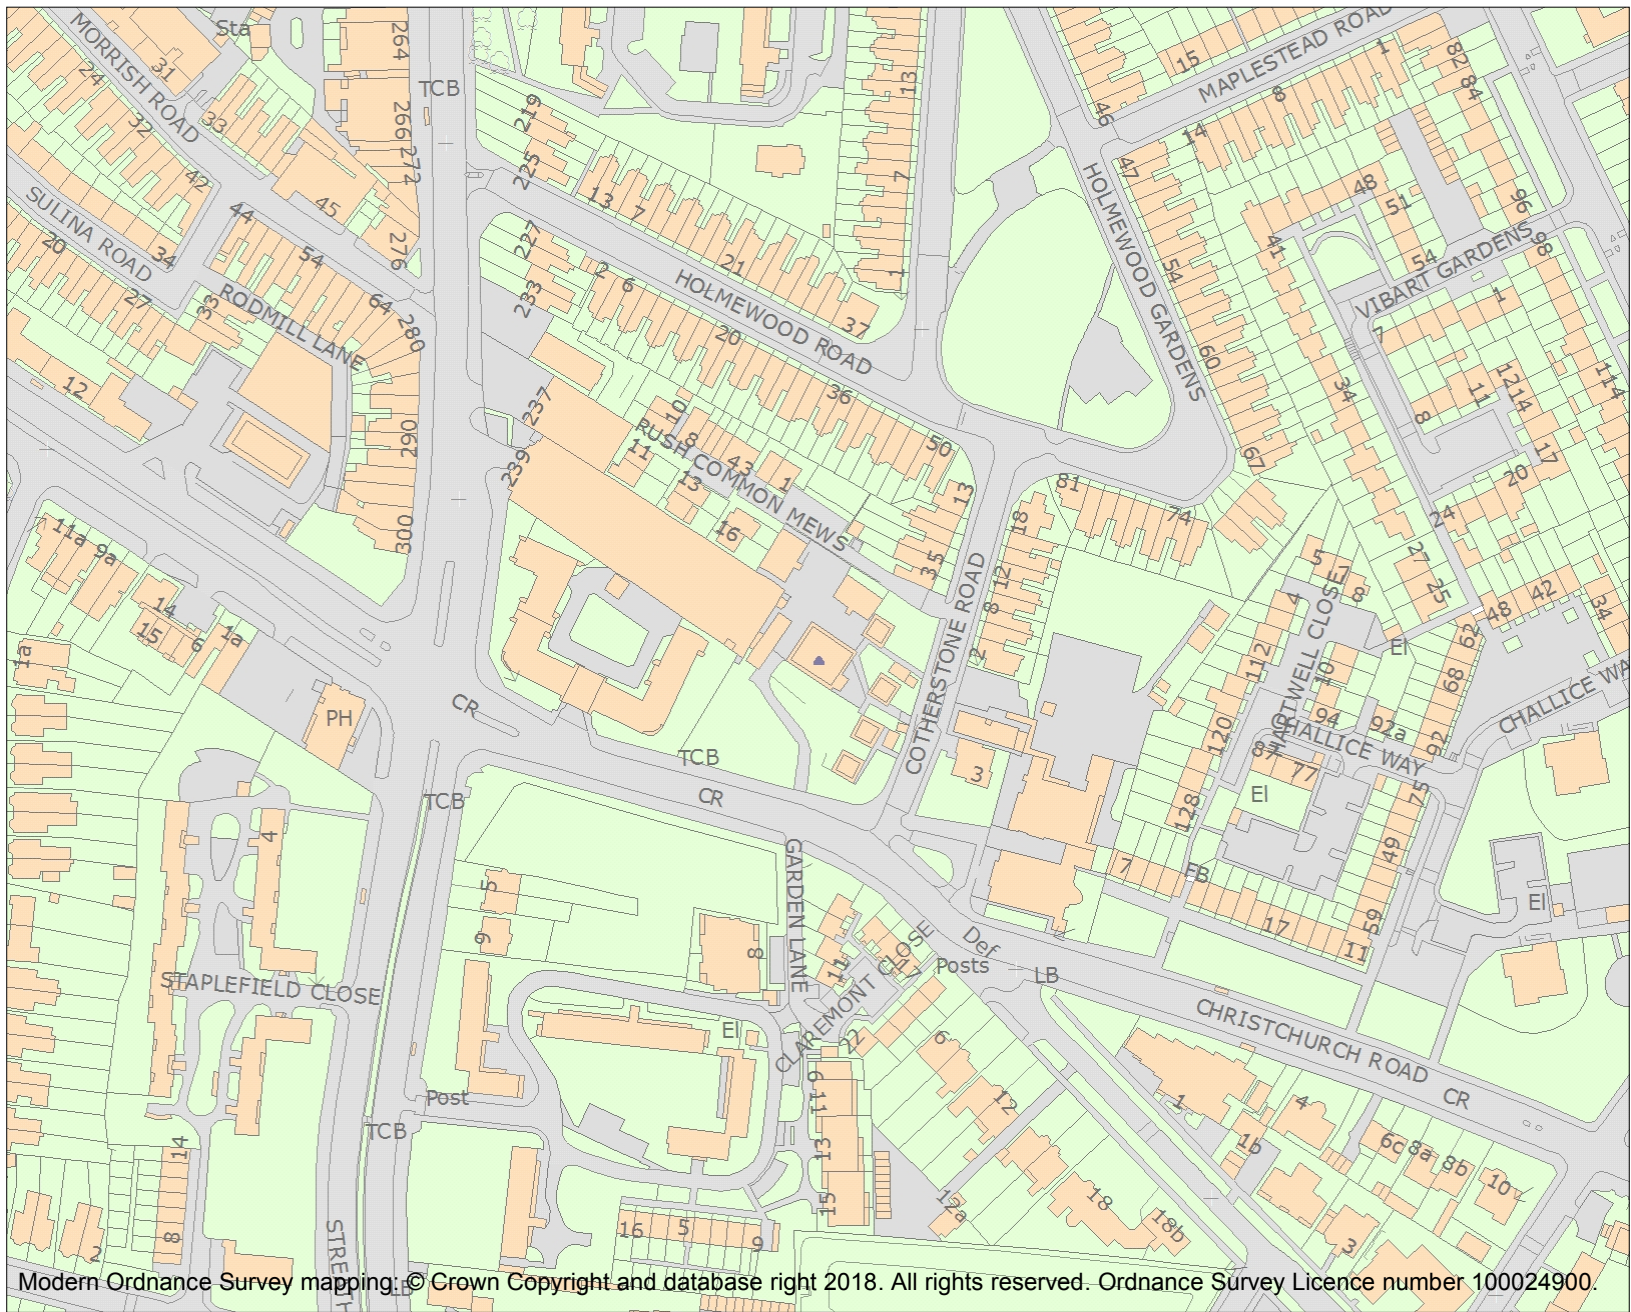 MORRISH ROAD
31
Sta
264
TCB
24
33
266
272
32
42
45
276
44
SULINA ROAD
20
34
54
64
280
27
33
RODMILL LANE
12
290
300
219
225
13
7
227
233
2
6
21
HOLMEWOOD ROAD
37
20
36
50
13
7
1
15
MAPLESTEAD ROAD
1
82
84
46
8
14
47
HOLMEWOOD GARDENS
54
60
67
48
51
54
96
98
41
VIBART GARDENS
1
7
34
114
12
14
11
8
17
20
24
237
239
10
8
RUSH COMMON MEWS
11
43
1
13
16
13
35
81
74
18
12
8
2
COTHERSTONE ROAD
27
25
5
7
8
4
HARTWELL CLOSE
El
48
42
34
62
68
92
112
10
94
92a
CHALLICE WAY
CHALLICE WAY
120
87
77
75
El
128
49
59
11a
9a
14
15
6
1a
1a
PH
CR
TCB
CR
3
TCB
4
5
9
GARDEN LANE
7
FB
17
11
El
8
11
17
CLAREMONT CLOSE
Def
Posts
LB
STAPLEFIELD CLOSE
El
22
6
CHRISTCHURCH ROAD
CR
Post
TCB
9
11
13
15
12
1
4
1b
6c
8a
8b
10
14
8
2
16
5
9
12a
18
18b
3
STREATH
LB
Modern Ordnance Survey mapping: © Crown Copyright and database right 2018. All rights reserved. Ordnance Survey Licence number 100024900.